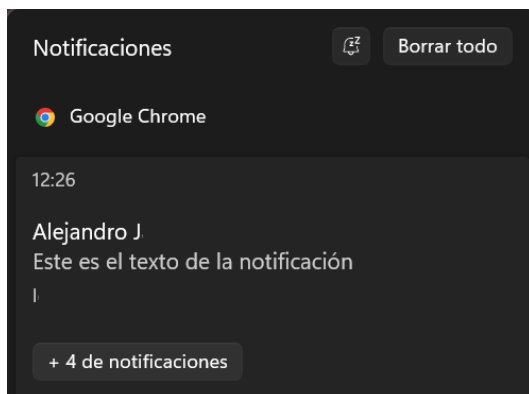 Notificaciones
Borrar todo
Google Chrome
12:26
Alejandro J
Este es el texto de la notificación
+ 4 de notificaciones